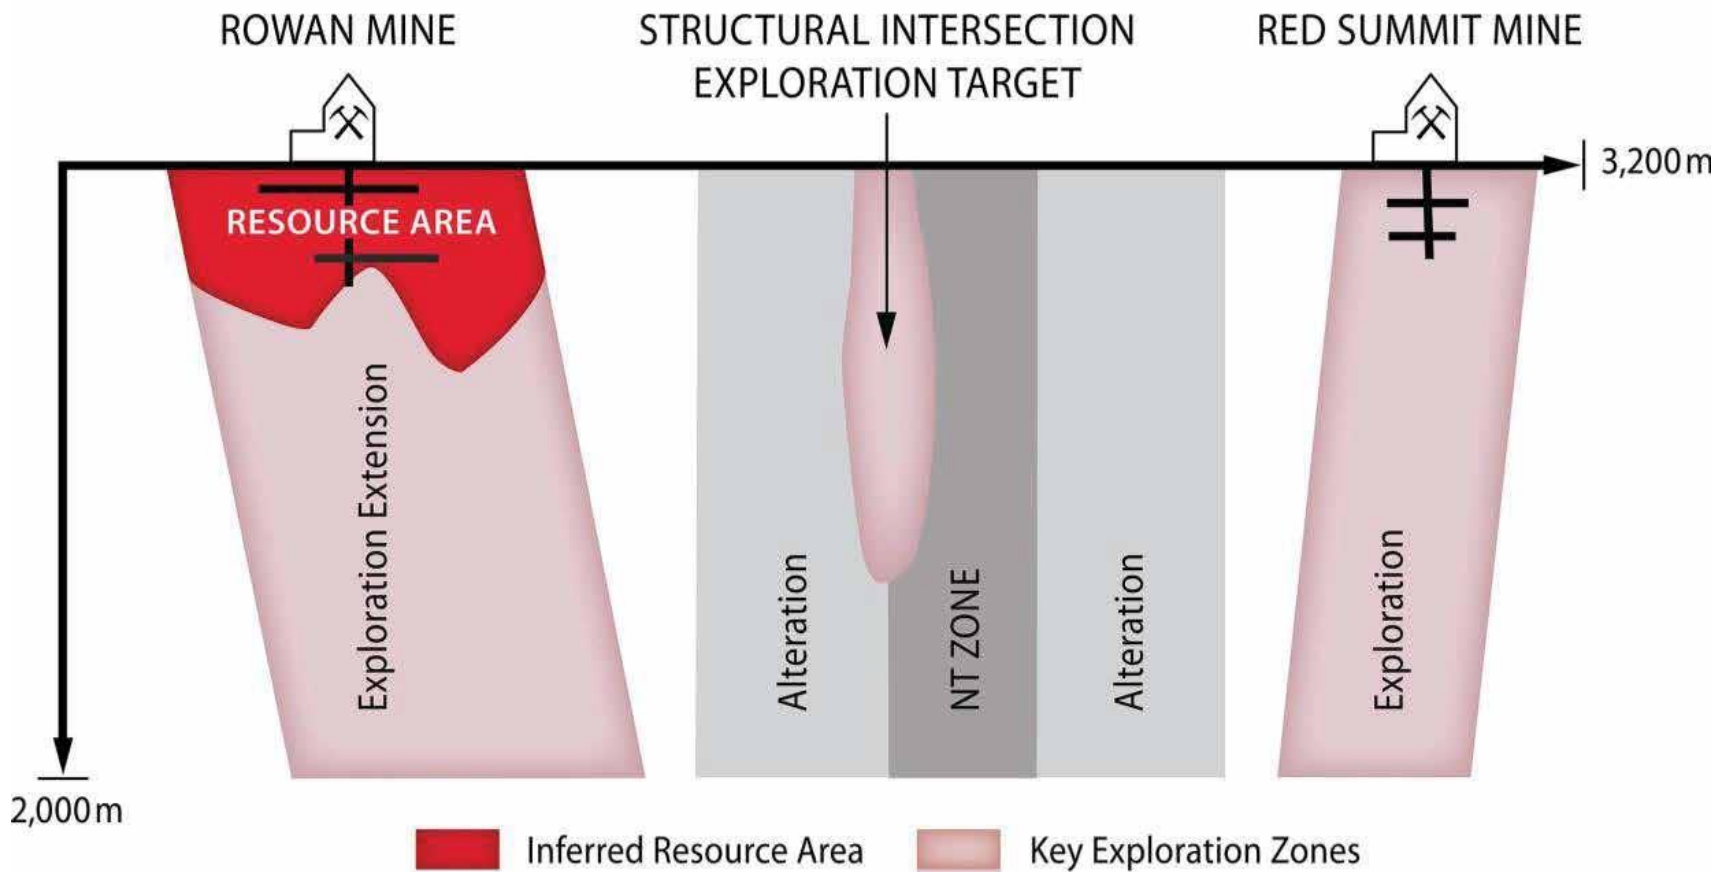 ROWAN MINE
STRUCTURAL INTERSECTION
EXPLORATION TARGET
RED SUMMIT MINE
3,200 m
RESOURCE AREA
Exploration Extension
Alteration
NT ZONE
Alteration
Exploration
2,000 m
Inferred Resource Area
Key Exploration Zones